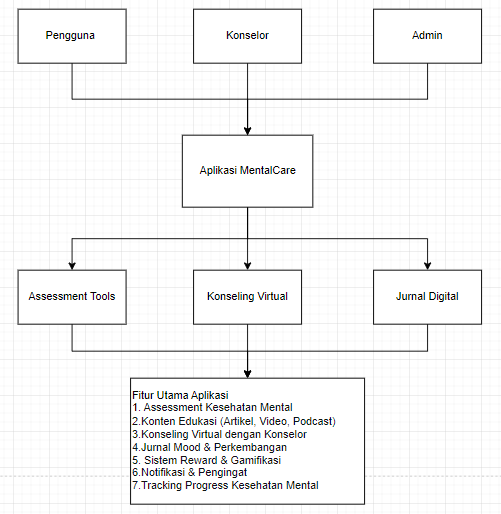 Pengguna
Konselor
Admin
Aplikasi MentalCare
Assessment Tools
Konseling Virtual
Jurnal Digital
Fitur Utama Aplikasi
1. Assessment Kesehatan Mental
2.Konten Edukasi (Artikel, Video, Podcast)
3.Konseling Virtual dengan Konselor
4.Jurnal Mood & Perkembangan
5. Sistem Reward & Gamifikasi
6.Notifikasi & Pengingat
7.Tracking Progress Kesehatan Mental